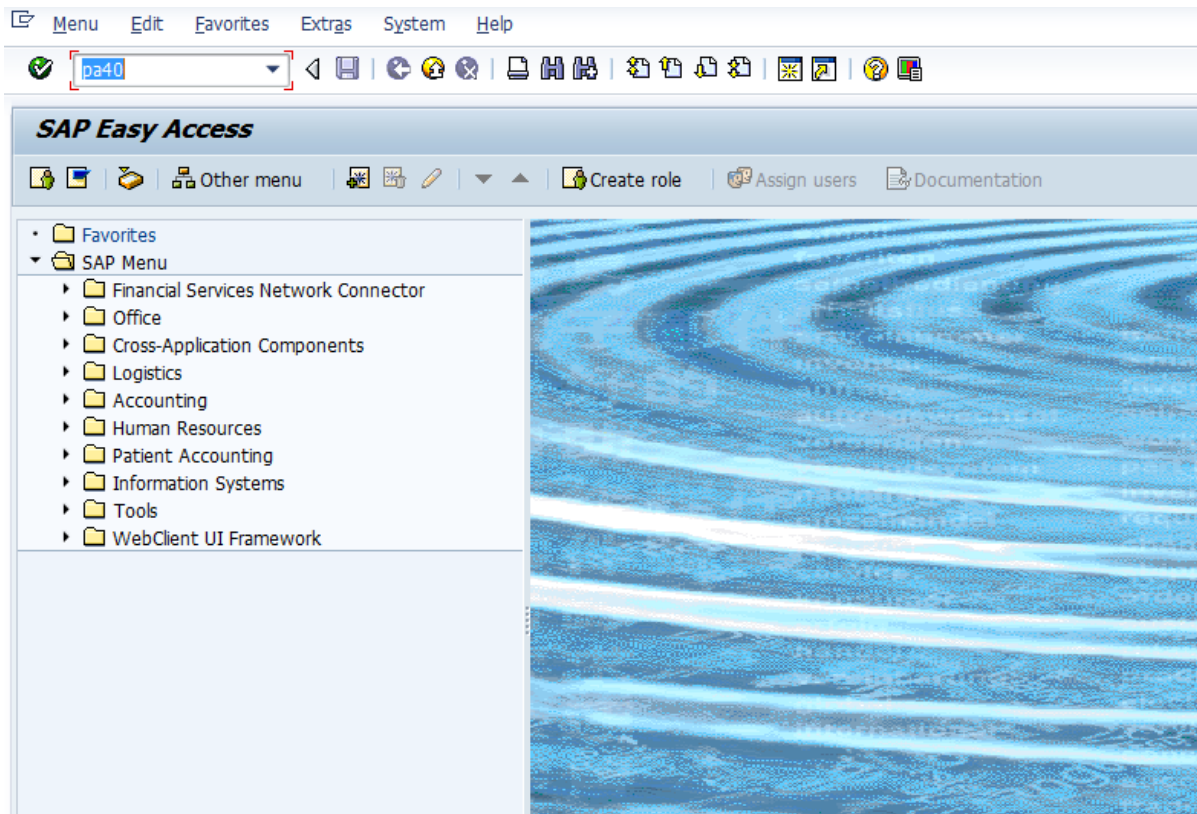 Menu Edit Favorites Extras System Help
pa40
SAP Easy Access
Other menu Create role Assign users Documentation
Favorites
SAP Menu
Financial Services Network Connector
Office
Cross-Application Components
Logistics
Accounting
Human Resources
Patient Accounting
Information Systems
Tools
WebClient UI Framework